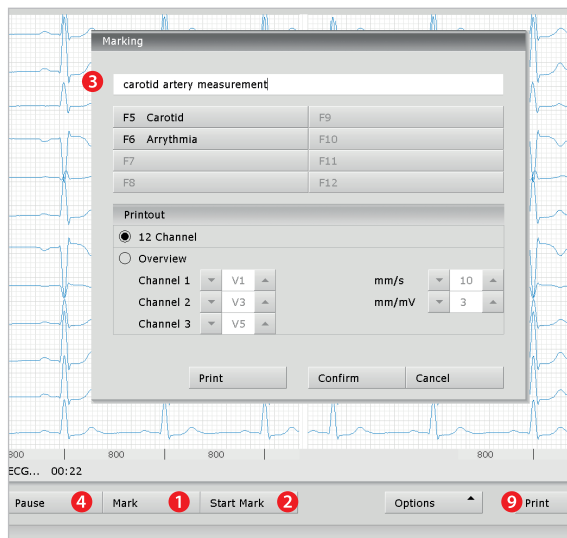 Marking
3 carotid artery measurement
F5 Carotid F9
F6 Arrythmia F10
F7 F11
F8 F12
Printout
12 Channel
Overview
Channel 1 V1 mm/s 10
Channel 2 V3 mm/mV 3
Channel 3 V5
Print Confirm Cancel
800 800 800 800
ECG... 00:22
Pause 4 Mark 1 Start Mark 2 Options 9 Print